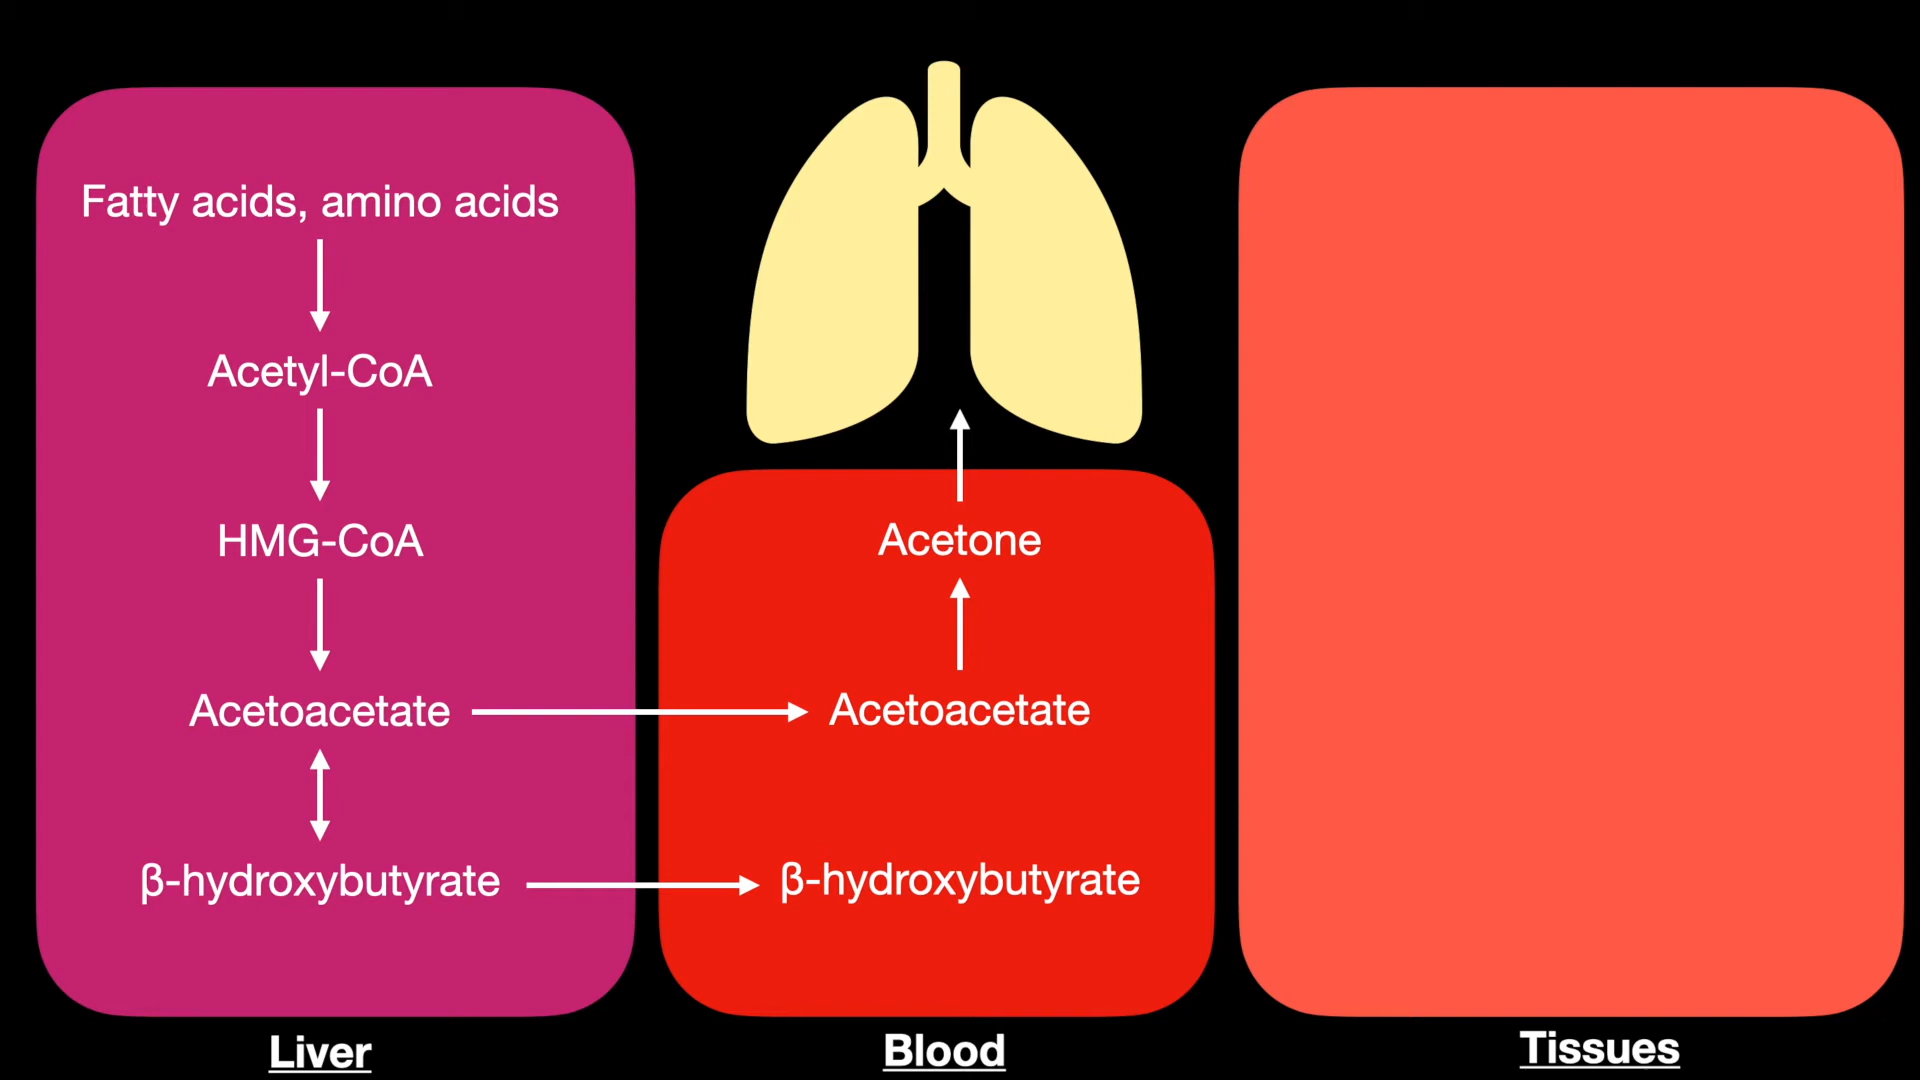 Fatty acids, amino acids
Acetyl-CoA
HMG-CoA
Acetoacetate
β-hydroxybutyrate
Liver
Acetone
Acetoacetate
β-hydroxybutyrate
Blood
Tissues